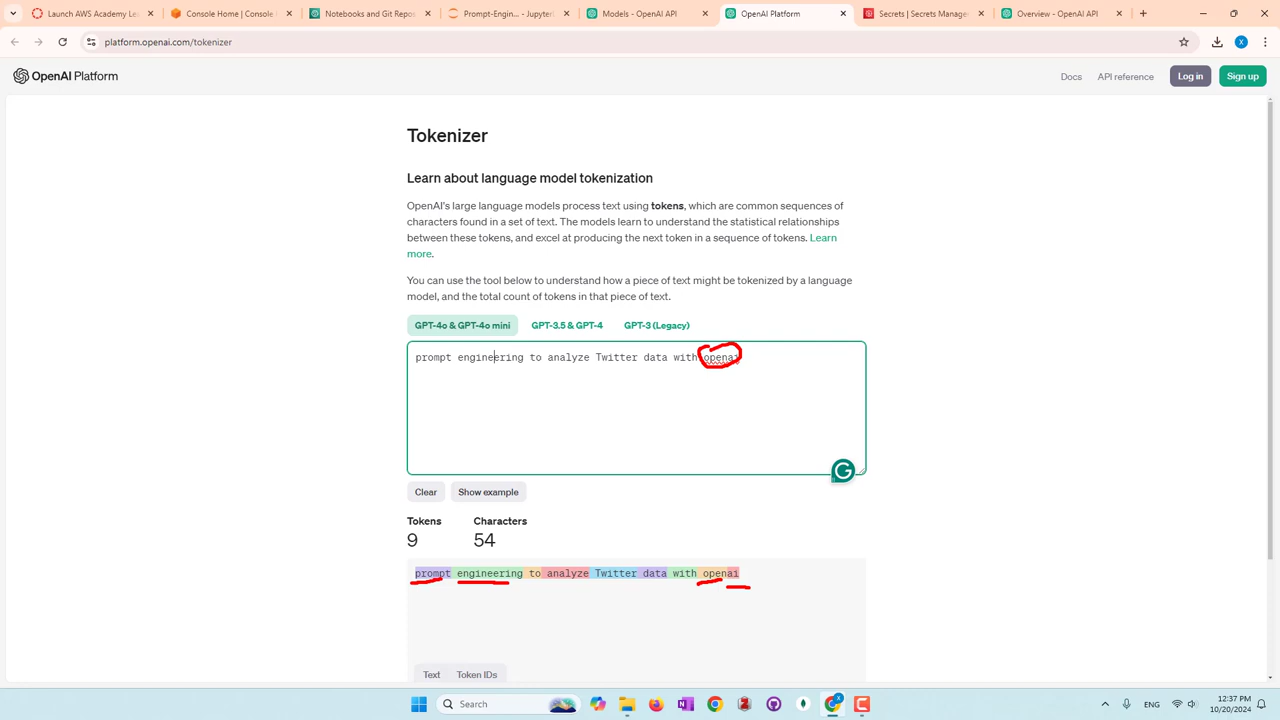 Launch AWS Academy Le
Console Home | Console
Notebooks and Git Repos
Prompt-Engin... - Jupyter
Models - OpenAI API
OpenAI Platform
Secrets | Secrets Manage
Overview - OpenAI API
platform.openai.com/tokenizer
OpenAI Platform
Docs
API reference
Log in
Sign up
Tokenizer
Learn about language model tokenization
OpenAI's large language models process text using tokens, which are common sequences of
characters found in a set of text. The models learn to understand the statistical relationships
between these tokens, and excel at producing the next token in a sequence of tokens. Learn
more.
You can use the tool below to understand how a piece of text might be tokenized by a language
model, and the total count of tokens in that piece of text.
GPT-4o & GPT-4o mini
GPT-3.5 & GPT-4
GPT-3 (Legacy)
prompt engineering to analyze Twitter data with openai
Clear
Show example
Tokens
Characters
9
54
prompt engineering to analyze Twitter data with openai
Text
Token IDs
Search
ENG
12:37 PM
10/20/2024